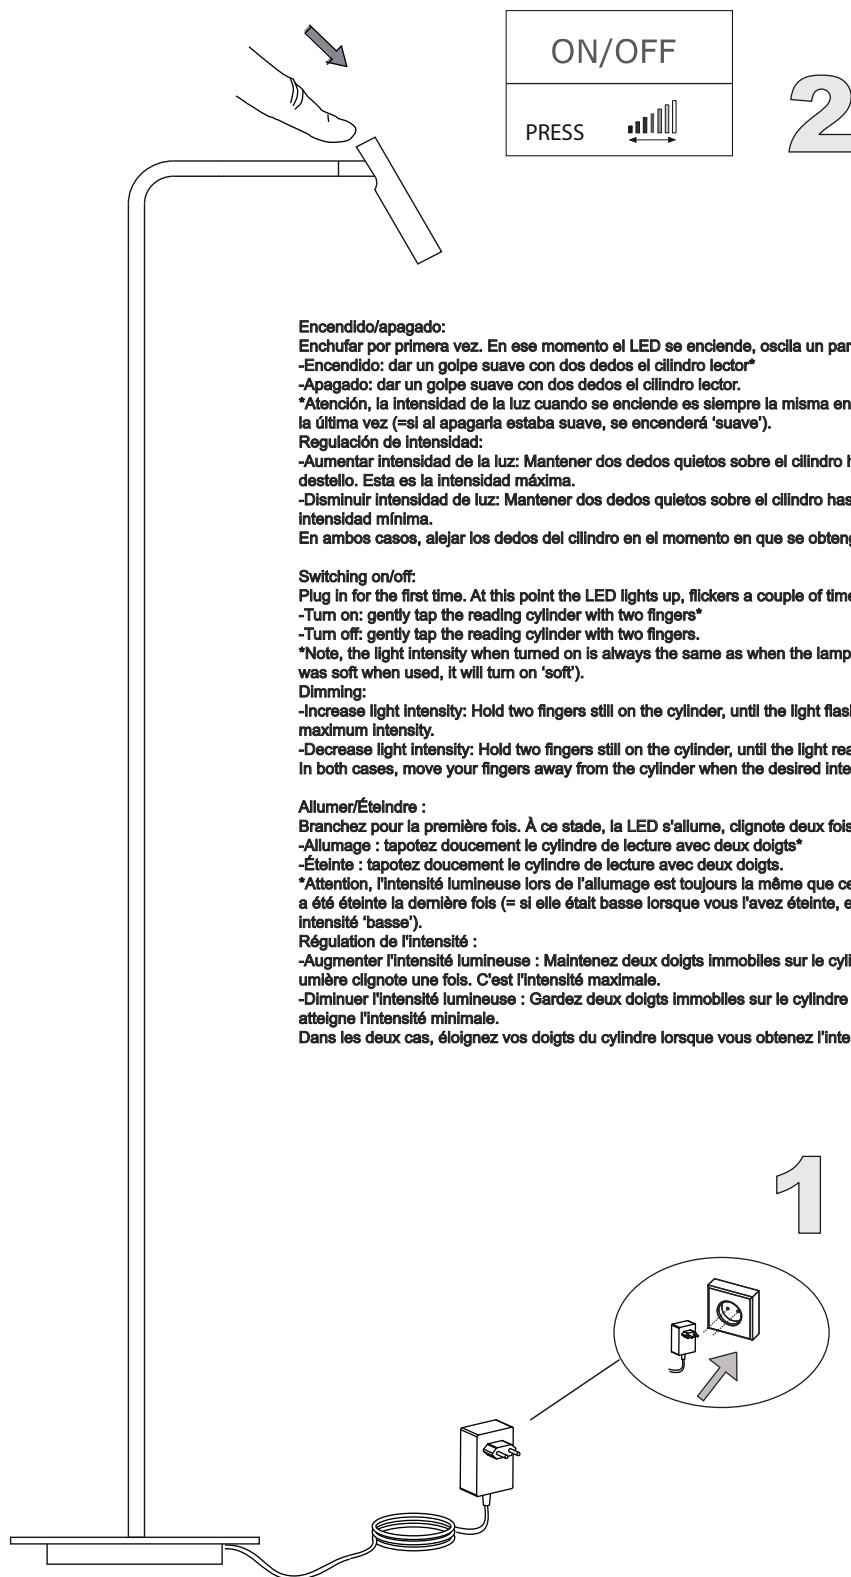 ON/OFF
PRESS
2
Encendido/apagado:
Enchufar por primera vez. En ese momento el LED se enciende, oscila un par
-Encendido: dar un golpe suave con dos dedos el cilindro lector*
-Apagado: dar un golpe suave con dos dedos el cilindro lector.
*Atención, la intensidad de la luz cuando se enciende es siempre la misma en
la última vez (=si al apagarla estaba suave, se encenderá ‘suave’).
Regulación de intensidad:
-Aumentar intensidad de la luz: Mantener dos dedos quietos sobre el cilindro h
destello. Esta es la intensidad máxima.
-Disminuir intensidad de luz: Mantener dos dedos quietos sobre el cilindro has
intensidad mínima.
En ambos casos, alejar los dedos del cilindro en el momento en que se obteng
Switching on/off:
Plug in for the first time. At this point the LED lights up, flickers a couple of time
-Turn on: gently tap the reading cylinder with two fingers*
-Turn off: gently tap the reading cylinder with two fingers.
*Note, the light intensity when turned on is always the same as when the lamp
was soft when used, it will turn on ‘soft’).
Dimming:
-Increase light intensity: Hold two fingers still on the cylinder, until the light flash
maximum intensity.
-Decrease light intensity: Hold two fingers still on the cylinder, until the light rea
In both cases, move your fingers away from the cylinder when the desired inte
Allumer/Éteindre :
Branchez pour la première fois. À ce stade, la LED s'allume, clignote deux fois
-Allumage : tapotez doucement le cylindre de lecture avec deux doigts*
-Éteinte : tapotez doucement le cylindre de lecture avec deux doigts.
*Attention, l'intensité lumineuse lors de l’allumage est toujours la même que ce
a été éteinte la dernière fois (= si elle était basse lorsque vous l'avez éteinte, e
intensité ‘basse’).
Régulation de l'intensité :
-Augmenter l'intensité lumineuse : Maintenez deux doigts immobiles sur le cyli
umière clignote une fois. C'est l'intensité maximale.
-Diminuer l'intensité lumineuse : Gardez deux doigts immobiles sur le cylindre
atteigne l'intensité minimale.
Dans les deux cas, éloignez vos doigts du cylindre lorsque vous obtenez l’inte
1